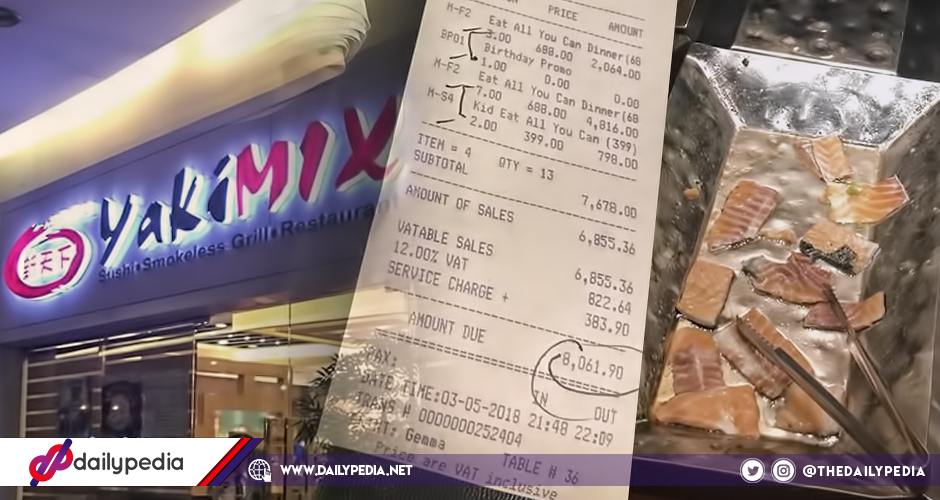 YakiMIX
Sushi•Smokeless Grill•Restaurant
PRICE AMOUNT
M-F2 Eat All You Can Dinner(68
3.00 688.00 2,064.00
BP01 Birthday Promo
1.00 0.00 0.00
M-F2 Eat All You Can Dinner(68
7.00 688.00 4,816.00
M-S4 Kid Eat All You Can (399)
2.00 399.00 798.00
ITEM = 4 QTY = 13
SUBTOTAL 7,678.00
AMOUNT OF SALES 6,855.36
VATABLE SALES 6,855.36
12.00% VAT 822.64
SERVICE CHARGE + 383.90
AMOUNT DUE 8,061.90
PAX: IN OUT
DATE/TIME:03-05-2018 21:48 22:09
TRANS # 0000000252404
Gemma TABLE # 36
Price are VAT inclusive
dailypedia
WWW.DAILYPEDIA.NET
@THEDAILYPEDIA